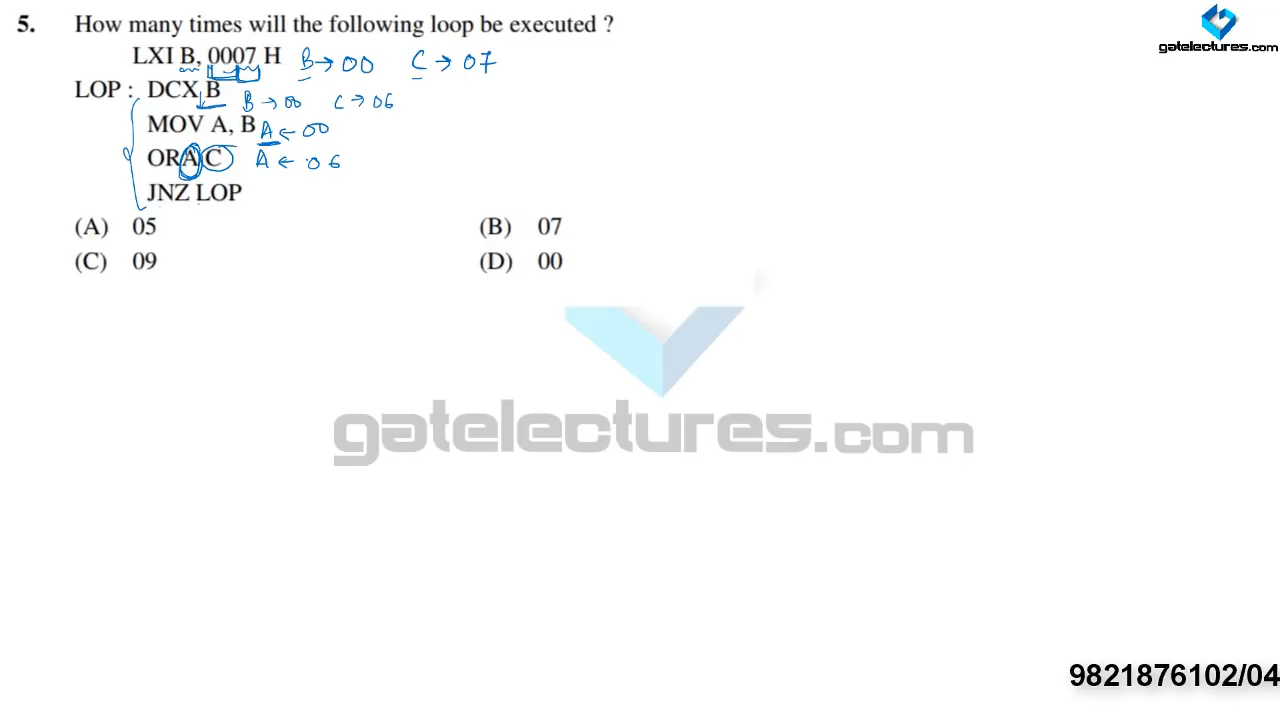 5. How many times will the following loop be executed ?
LXI B, 0007 H B→00 C→07
LOP : DCX B B→00 C→06
MOV A, B A←00
ORA C A←06
JNZ LOP
(A) 05 (B) 07
(C) 09 (D) 00
gatelectures.com
gatelectures.com
9821876102/04